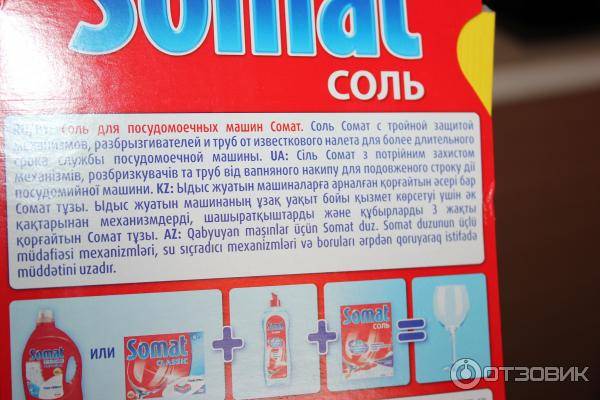 Somat
СОЛЬ
RU, BY: Соль для посудомоечных машин Сомат. Соль Сомат с тройной защитой
механизмов, разбрызгивателей и труб от известкового налета для более длительного
срока службы посудомоечной машины. UA: Сіль Сомат з потрійним захистом
механізмів, розбризкувачів та труб від вапняного накипу для подовженого строку дії
посудомийної машини. KZ: Ыдыс жуатын машиналарға арналған қорғайтын әсері бар
Сомат тұзы. Ыдыс жуатын машинаның ұзақ уақыт бойы қызмет көрсетуі үшін әк
қақтарынан механизмдерді, шашыратқыштарды және құбырларды 3 жақты
қорғайтын Сомат тұзы. AZ: Qabyuyan maşınlar üçün Somat duz. Somat duzunun üçlü
müdafiəsi mexanizmləri, su sıçradıcı mexanizmləri və boruları ərpdən qoruyaraq istifadə
müddətini uzadır.
Somat
ИЛИ
Somat
CLASSIC
+
+
Somat
СОЛЬ
=
ОТЗОВИК